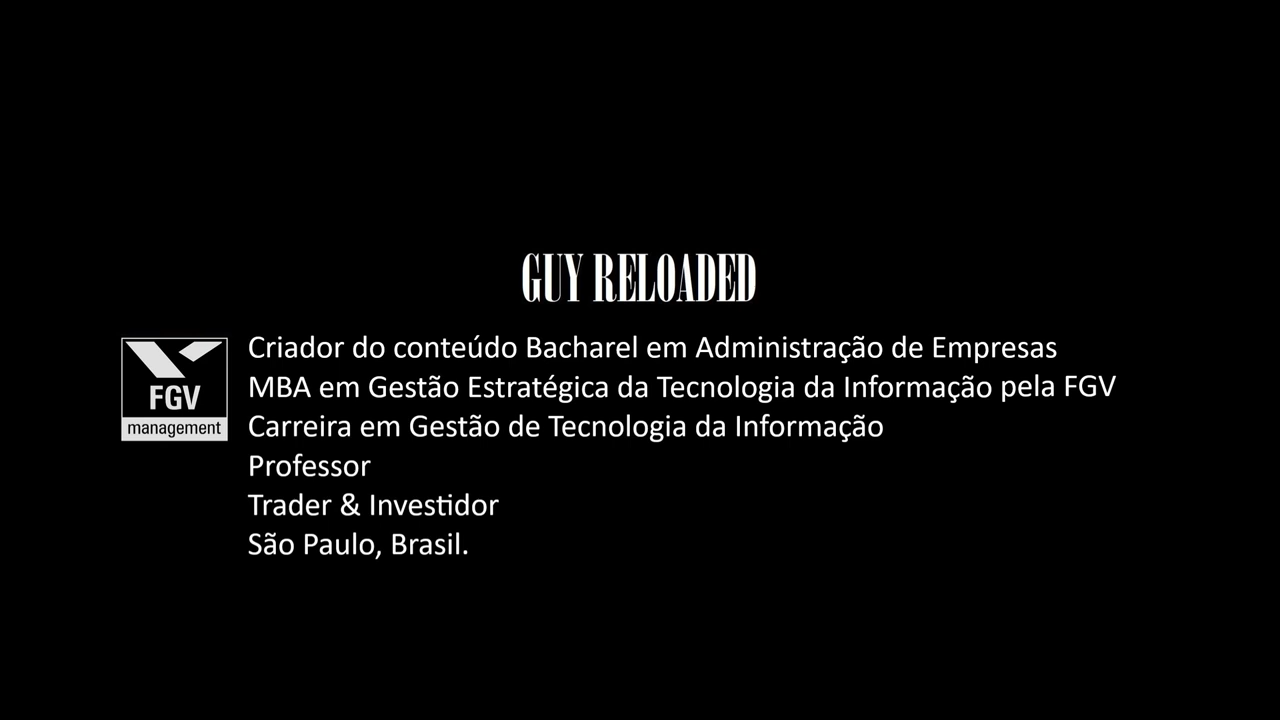 GUY RELOADED
FGV
management
Criador do conteúdo Bacharel em Administração de Empresas
MBA em Gestão Estratégica da Tecnologia da Informação pela FGV
Carreira em Gestão de Tecnologia da Informação
Professor
Trader & Investidor
São Paulo, Brasil.